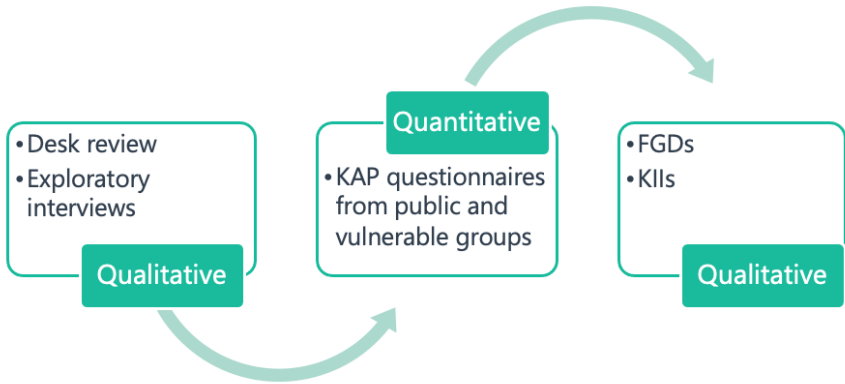 •Desk review
•Exploratory
interviews
Qualitative
Quantitative
•KAP questionnaires
from public and
vulnerable groups
•FGDs
•KIIs
Qualitative